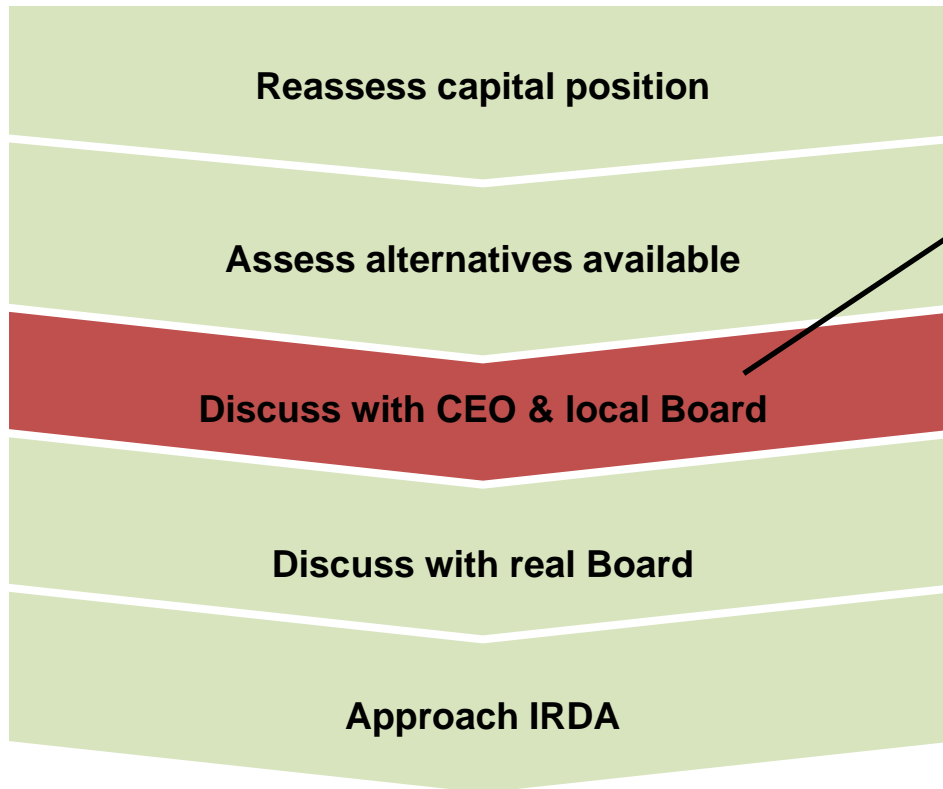 Reassess capital position
Assess alternatives available
Discuss with CEO & local Board
Discuss with real Board
Approach IRDA